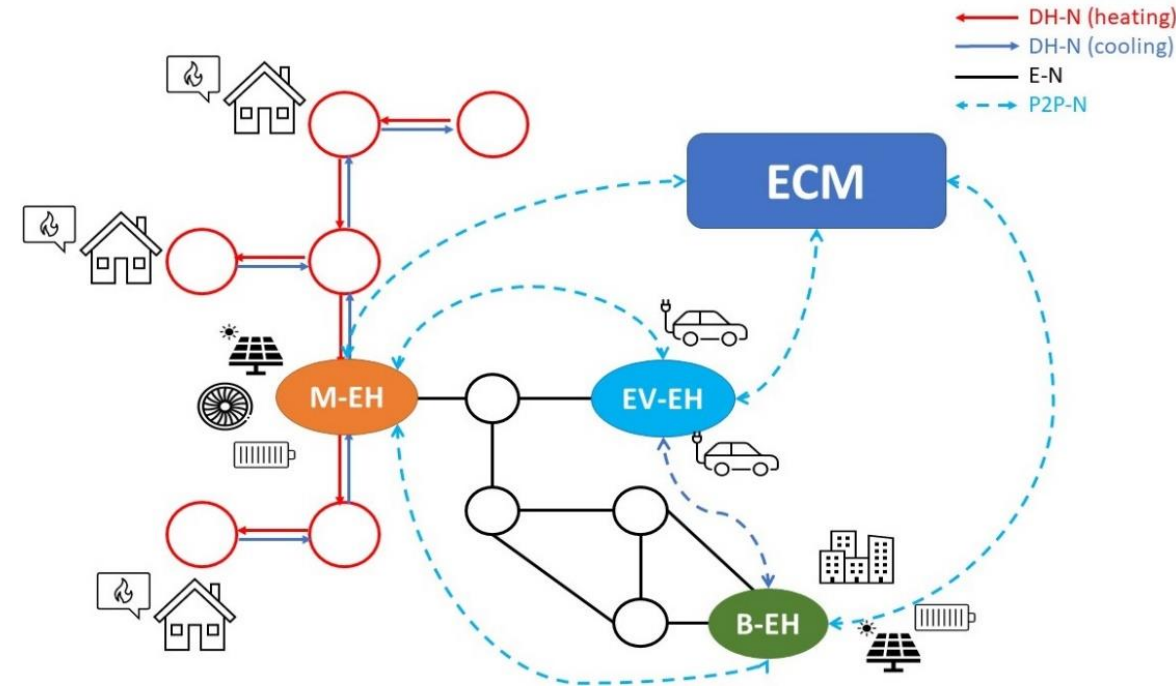 DH-N (heating)
DH-N (cooling)
E-N
P2P-N
ECM
M-EH
EV-EH
B-EH